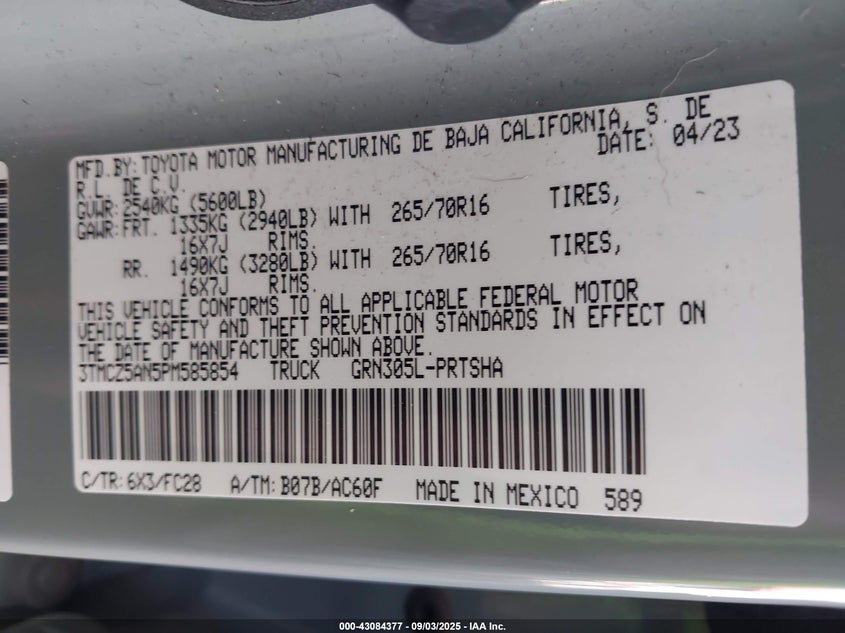 MFD.BY: TOYOTA MOTOR MANUFACTURING DE BAJA CALIFORNIA, S. DE
R.L. DE C.V. DATE: 04/23
GVWR: 2540KG (5600LB)
GAWR: FRT. 1335KG (2940LB) WITH 265/70R16 TIRES,
16X7J RIMS.
RR. 1490KG (3280LB) WITH 265/70R16 TIRES,
16X7J RIMS.
THIS VEHICLE CONFORMS TO ALL APPLICABLE FEDERAL MOTOR
VEHICLE SAFETY AND THEFT PREVENTION STANDARDS IN EFFECT ON
THE DATE OF MANUFACTURE SHOWN ABOVE.
3TMCZ5AN5PM585854 TRUCK GRN305L-PRTSHA
C/TR: 6X3/FC28 A/TM: B07B/AC60F MADE IN MEXICO 589
000-43084377 - 09/03/2025 - IAA Inc.